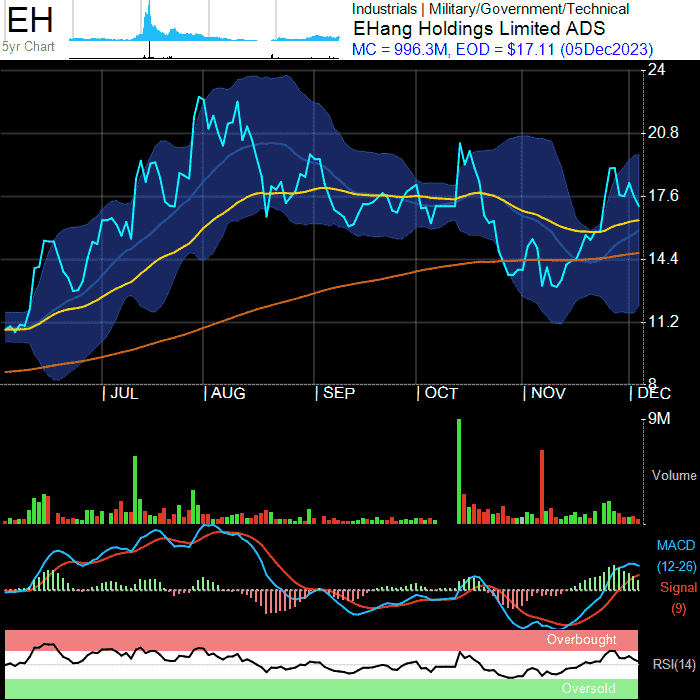 EH
5yr Chart
Industrials | Military/Government/Technical
EHang Holdings Limited ADS
MC = 996.3M, EOD = $17.11 (05Dec2023)
24
20.8
17.6
14.4
11.2
8
| JUL | AUG | SEP | OCT | NOV | DEC
9M
Volume
MACD
(12-26)
Signal
(9)
Overbought
RSI(14)
Oversold